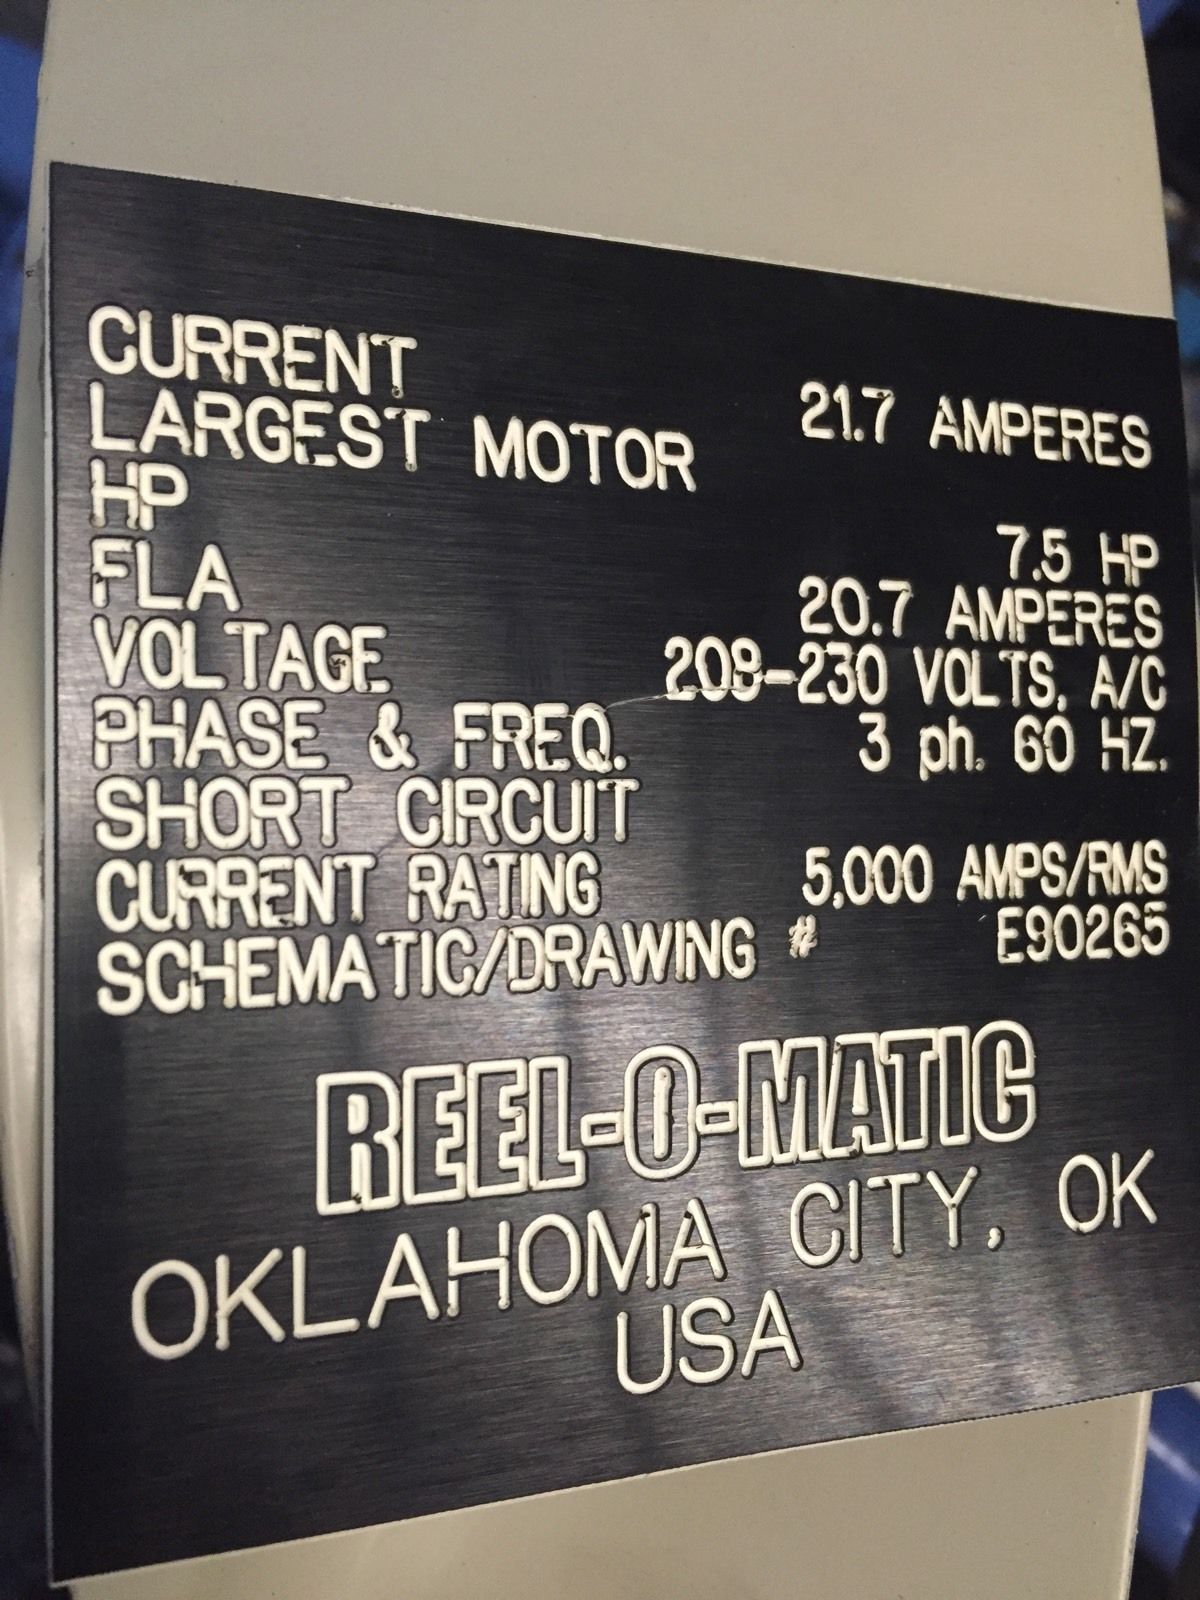 CURRENT 21.7 AMPERES
LARGEST MOTOR
HP 7.5 HP
FLA 20.7 AMPERES
VOLTAGE 208-230 VOLTS, A/C
PHASE & FREQ. 3 ph. 60 HZ.
SHORT CIRCUIT
CURRENT RATING 5,000 AMPS/RMS
SCHEMATIC/DRAWING # E90265
REEL-O-MATIC
OKLAHOMA CITY, OK
USA